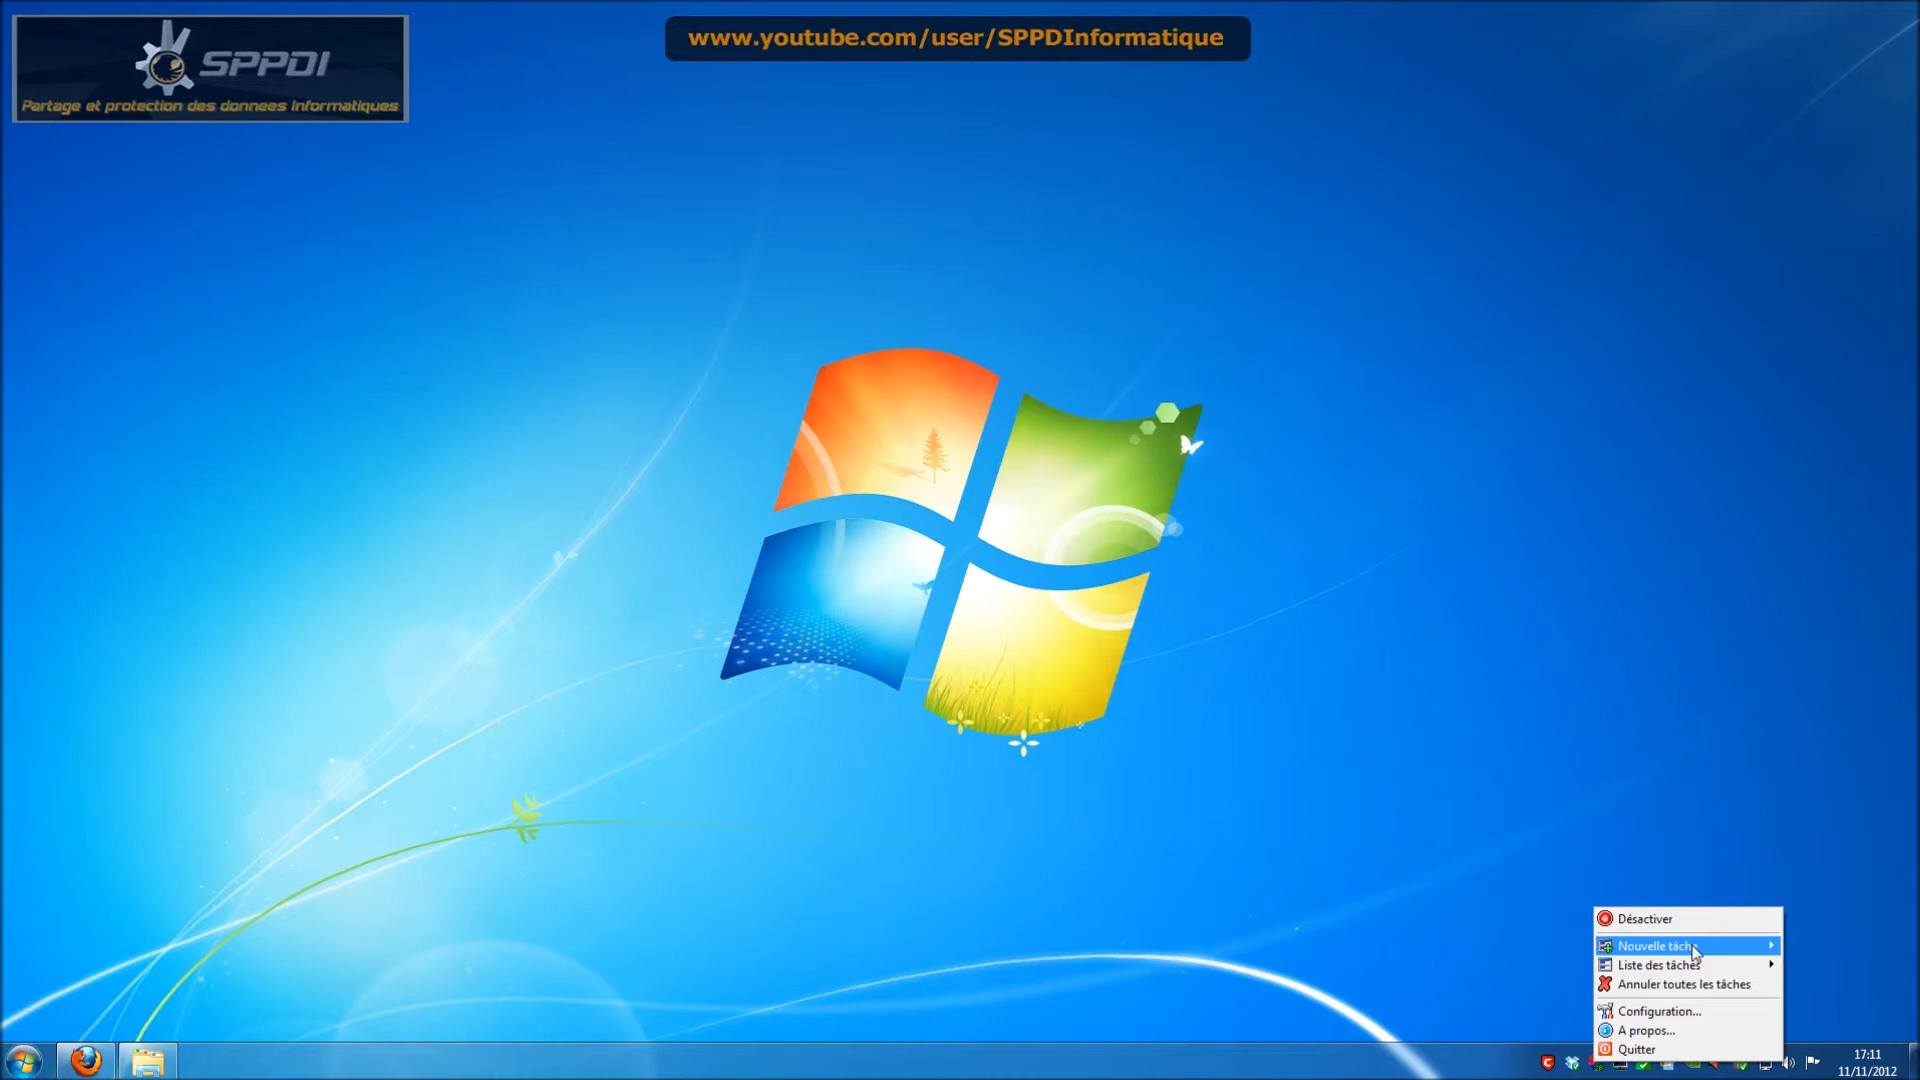 SPPDI
Partage et protection des donnees Informatiques
www.youtube.com/user/SPPDInformatique
Désactiver
Nouvelle tâche
Liste des tâches
Annuler toutes les tâches
Configuration...
A propos...
Quitter
17:11
11/11/2012